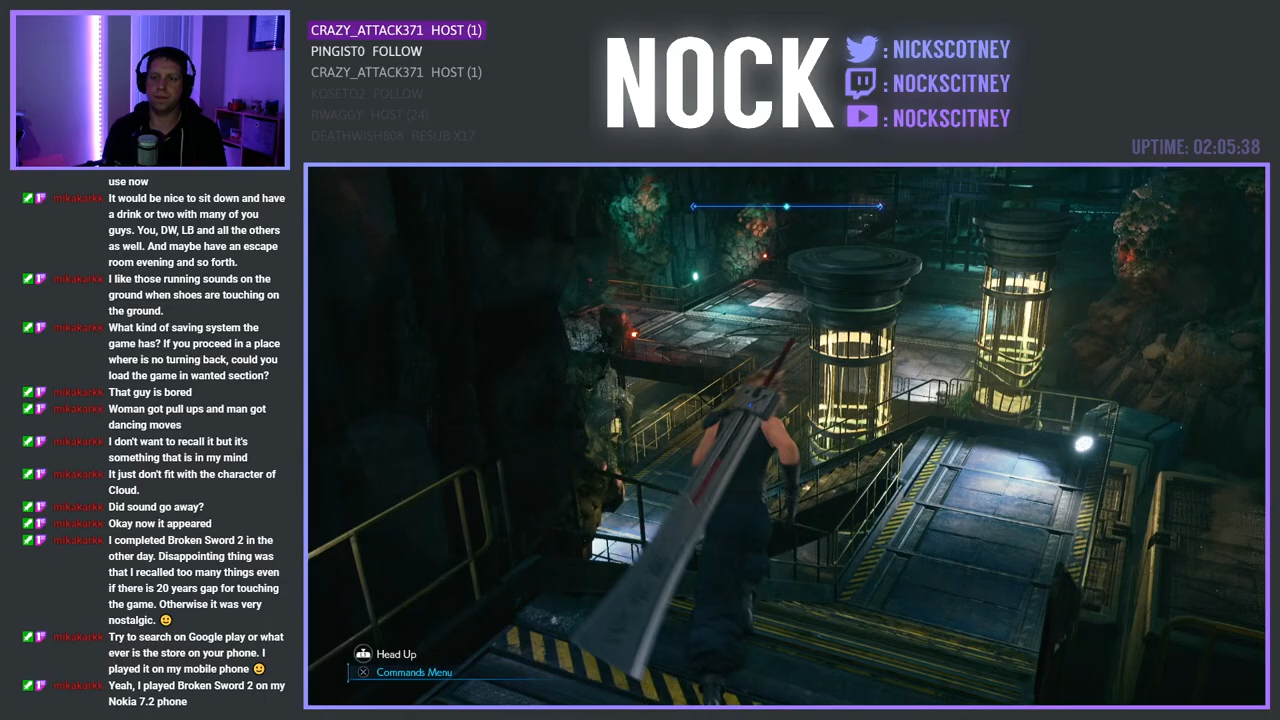 CRAZY_ATTACK371 HOST (1)
PINGIST0 FOLLOW
CRAZY_ATTACK371 HOST (1)
KOSETO2 FOLLOW
RWAGGY HOST (24)
DEATHWISH808 RESUB X17
NOCK
: NICKSCOTNEY
: NOCKSCITNEY
: NOCKSCITNEY
UPTIME: 02:05:38
use now
mikakarkk It would be nice to sit down and have
a drink or two with many of you
guys. You, DW, LB and all the others
as well. And maybe have an escape
room evening and so forth.
mikakarkk I like those running sounds on the
ground when shoes are touching on
the ground.
mikakarkk What kind of saving system the
game has? If you proceed in a place
where is no turning back, could you
load the game in wanted section?
mikakarkk That guy is bored
mikakarkk Woman got pull ups and man got
dancing moves
mikakarkk I don't want to recall it but it's
something that is in my mind
mikakarkk It just don't fit with the character of
Cloud.
mikakarkk Did sound go away?
mikakarkk Okay now it appeared
mikakarkk I completed Broken Sword 2 in the
other day. Disappointing thing was
that I recalled too many things even
if there is 20 years gap for touching
the game. Otherwise it was very
nostalgic.
mikakarkk Try to search on Google play or what
ever is the store on your phone. I
played it on my mobile phone
mikakarkk Yeah, I played Broken Sword 2 on my
Nokia 7.2 phone
Head Up
Commands Menu